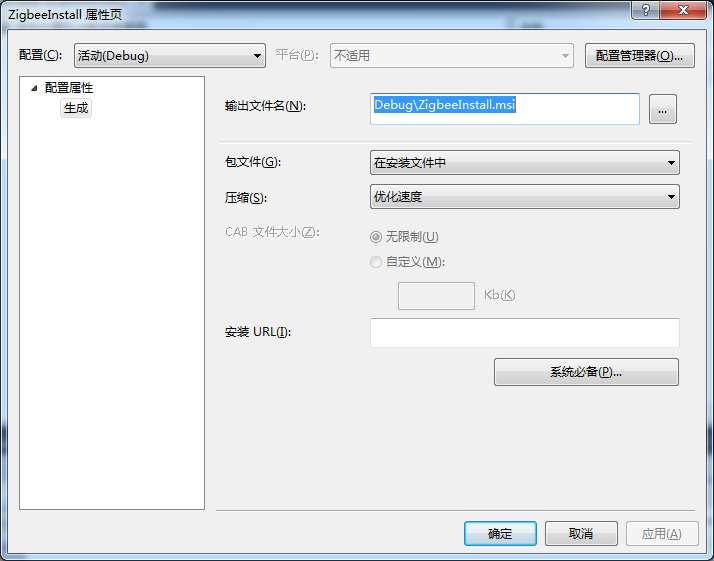 ZigbeeInstall 属性页
配置(C): 活动(Debug) 平台(P): 不适用 配置管理器(O)...
配置属性
生成
输出文件名(N): Debug\ZigbeeInstall.msi ...
包文件(G): 在安装文件中
压缩(S): 优化速度
CAB 文件大小(Z): 无限制(U)
自定义(M):
Kb(K)
安装 URL(I):
系统必备(P)...
确定 取消 应用(A)